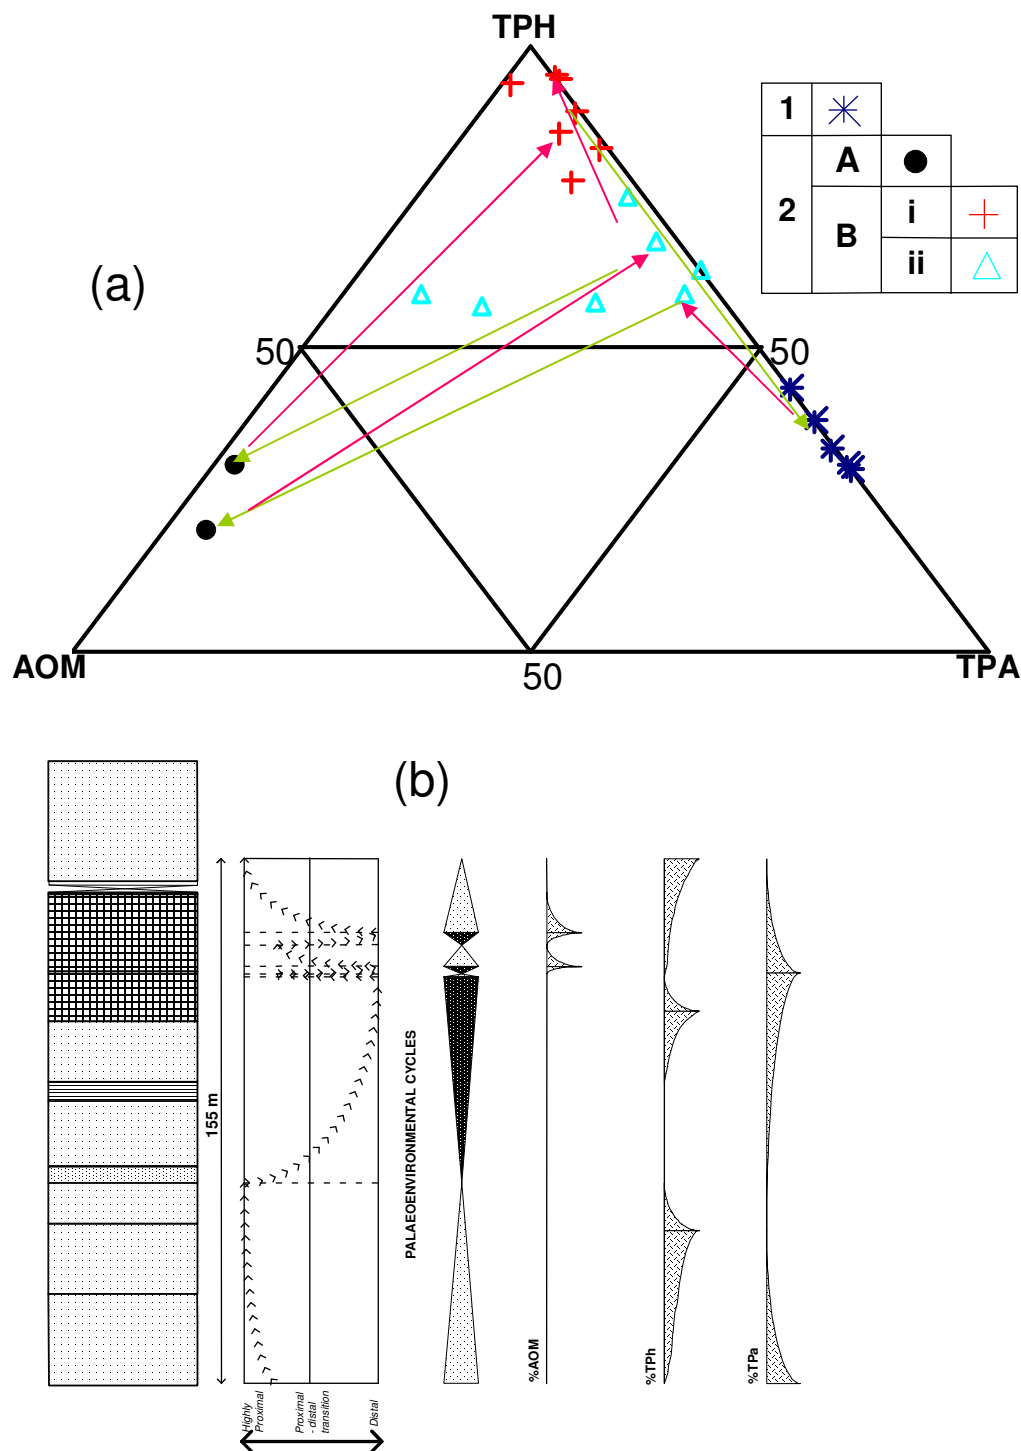 TPH
1
A
2
i
B
ii
(a)
50
50
AOM
50
TPA
(b)
155 m
PALAEOENVIRONMENTAL CYCLES
%AOM
%TPh
%TPa
Highly
Proximal
Proximal
- distal
transition
Distal